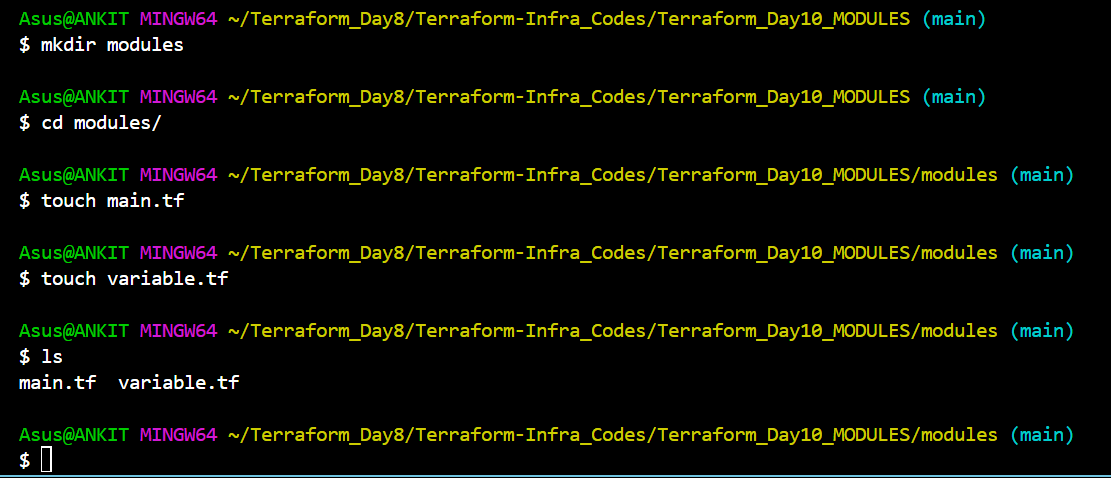 Asus@ANKIT MINGW64 ~/Terraform_Day8/Terraform-Infra_Codes/Terraform_Day10_MODULES (main)
$ mkdir modules
Asus@ANKIT MINGW64 ~/Terraform_Day8/Terraform-Infra_Codes/Terraform_Day10_MODULES (main)
$ cd modules/
Asus@ANKIT MINGW64 ~/Terraform_Day8/Terraform-Infra_Codes/Terraform_Day10_MODULES/modules (main)
$ touch main.tf
Asus@ANKIT MINGW64 ~/Terraform_Day8/Terraform-Infra_Codes/Terraform_Day10_MODULES/modules (main)
$ touch variable.tf
Asus@ANKIT MINGW64 ~/Terraform_Day8/Terraform-Infra_Codes/Terraform_Day10_MODULES/modules (main)
$ ls
main.tf  variable.tf
Asus@ANKIT MINGW64 ~/Terraform_Day8/Terraform-Infra_Codes/Terraform_Day10_MODULES/modules (main)
$